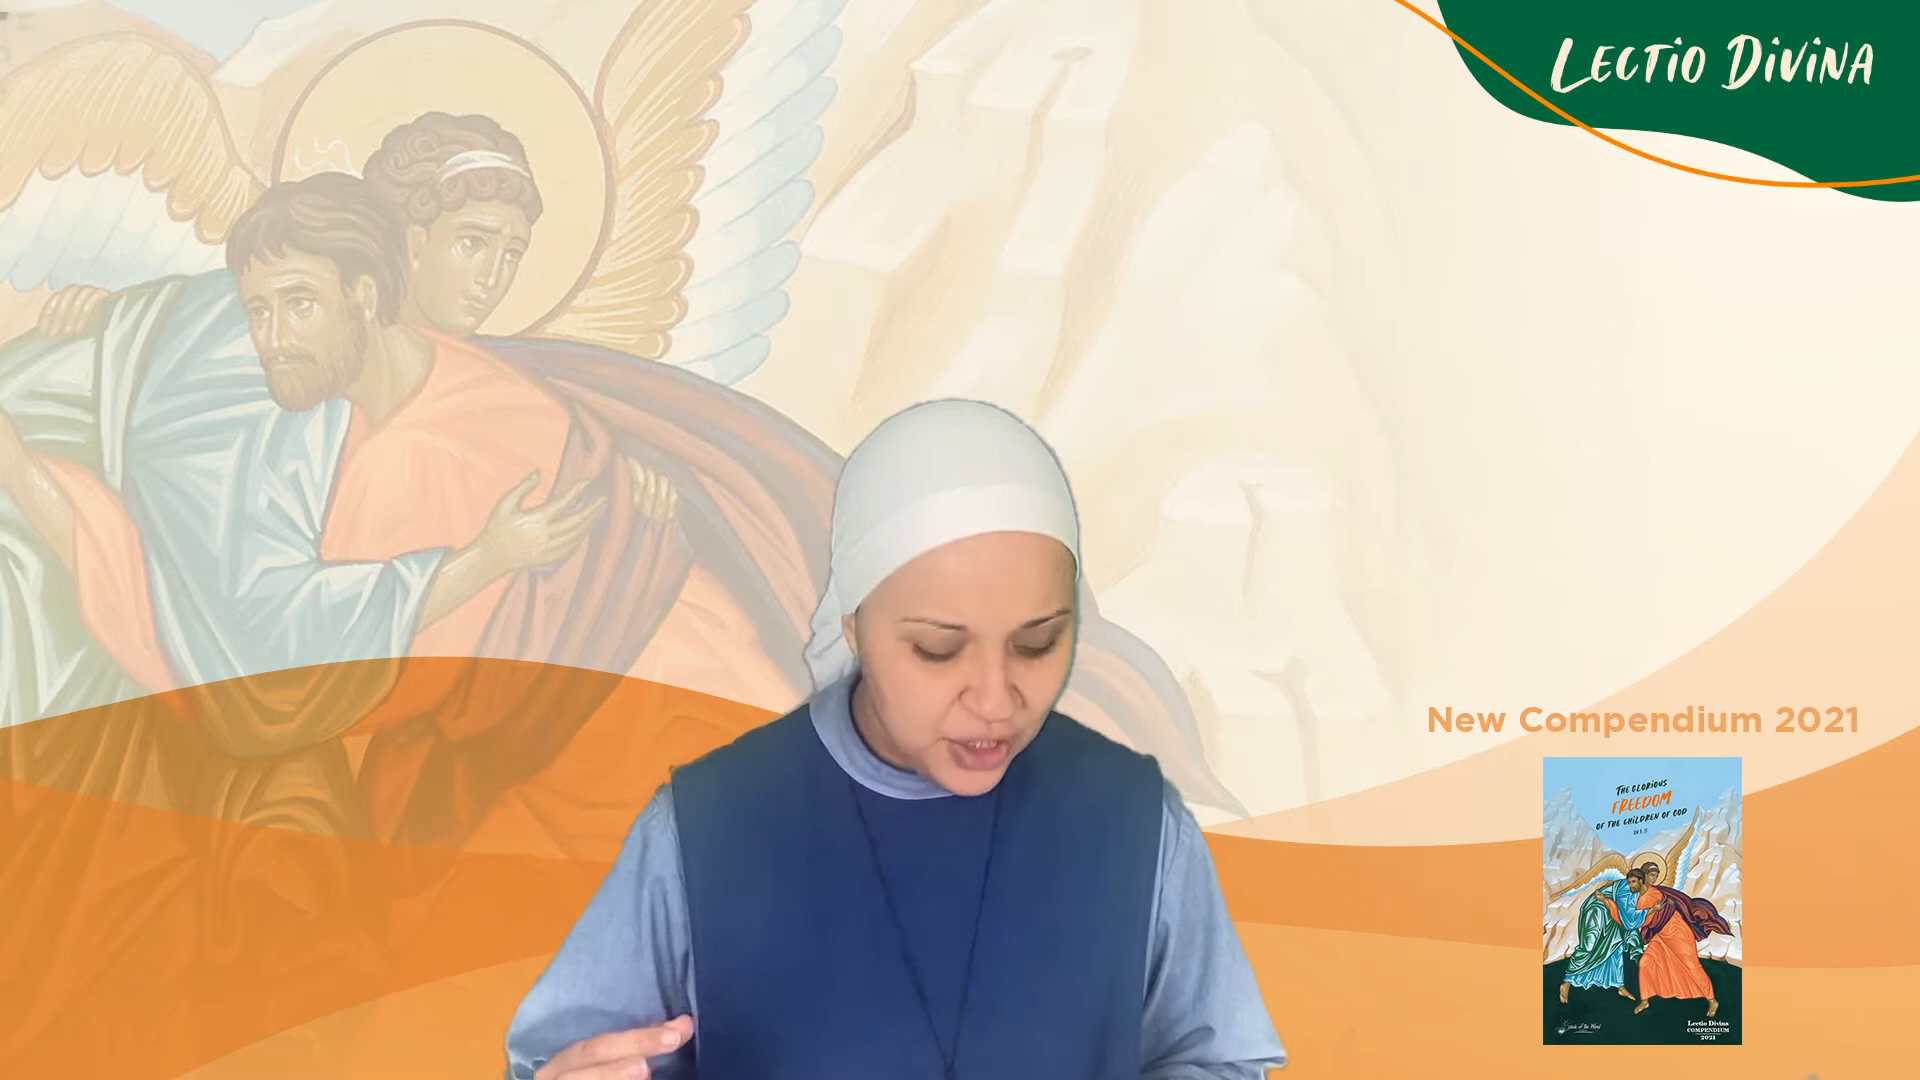 Lectio Divina
New Compendium 2021
The Glorious
FREEDOM
of the Children of God
Lectio Divina
COMPENDIUM
2021